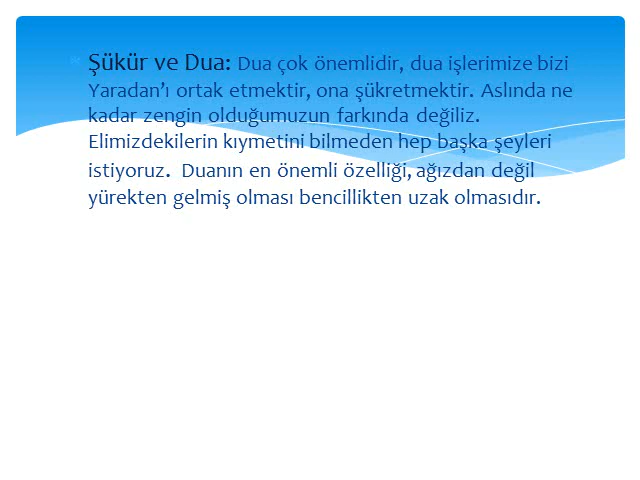 Şükür ve Dua: Dua çok önemlidir, dua işlerimize bizi
Yaradan’ı ortak etmektir, ona şükretmektir. Aslında ne
kadar zengin olduğumuzun farkında değiliz.
Elimizdekilerin kıymetini bilmeden hep başka şeyleri
istiyoruz. Duanın en önemli özelliği, ağızdan değil
yürekten gelmiş olması bencillikten uzak olmasıdır.